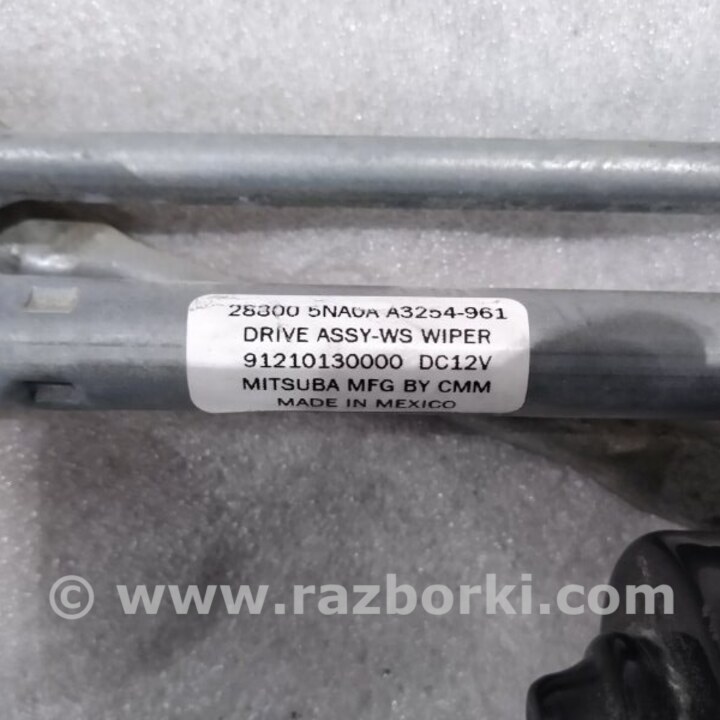 28300 5NA0A A3254-961
DRIVE ASSY-WS WIPER
91210130000 DC12V
MITSUBA MFG BY CMM
MADE IN MEXICO
© www.razborki.com